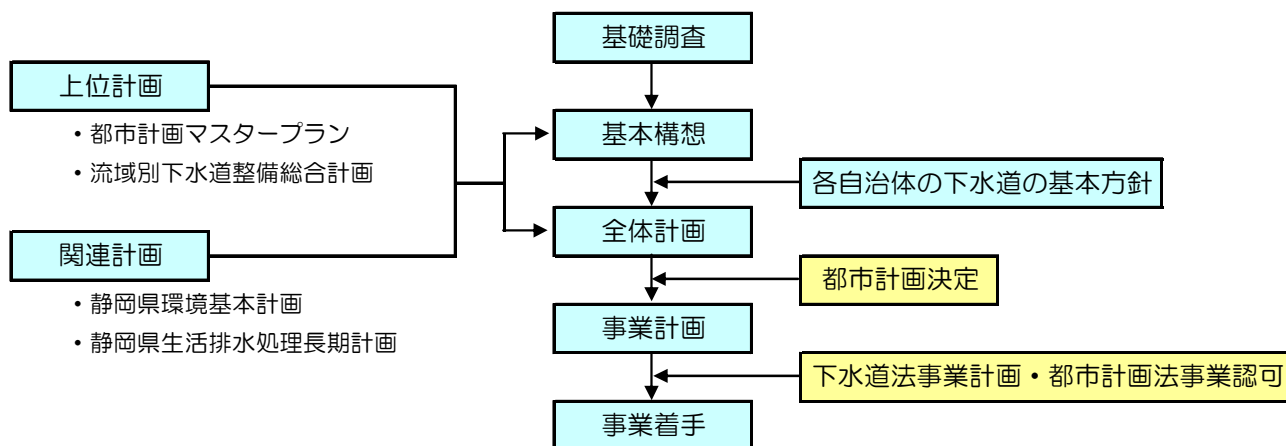 基礎調査
上位計画
・都市計画マスタープラン
・流域別下水道整備総合計画
基本構想
各自治体の下水道の基本方針
全体計画
関連計画
・静岡県環境基本計画
・静岡県生活排水処理長期計画
都市計画決定
事業計画
下水道法事業計画・都市計画法事業認可
事業着手